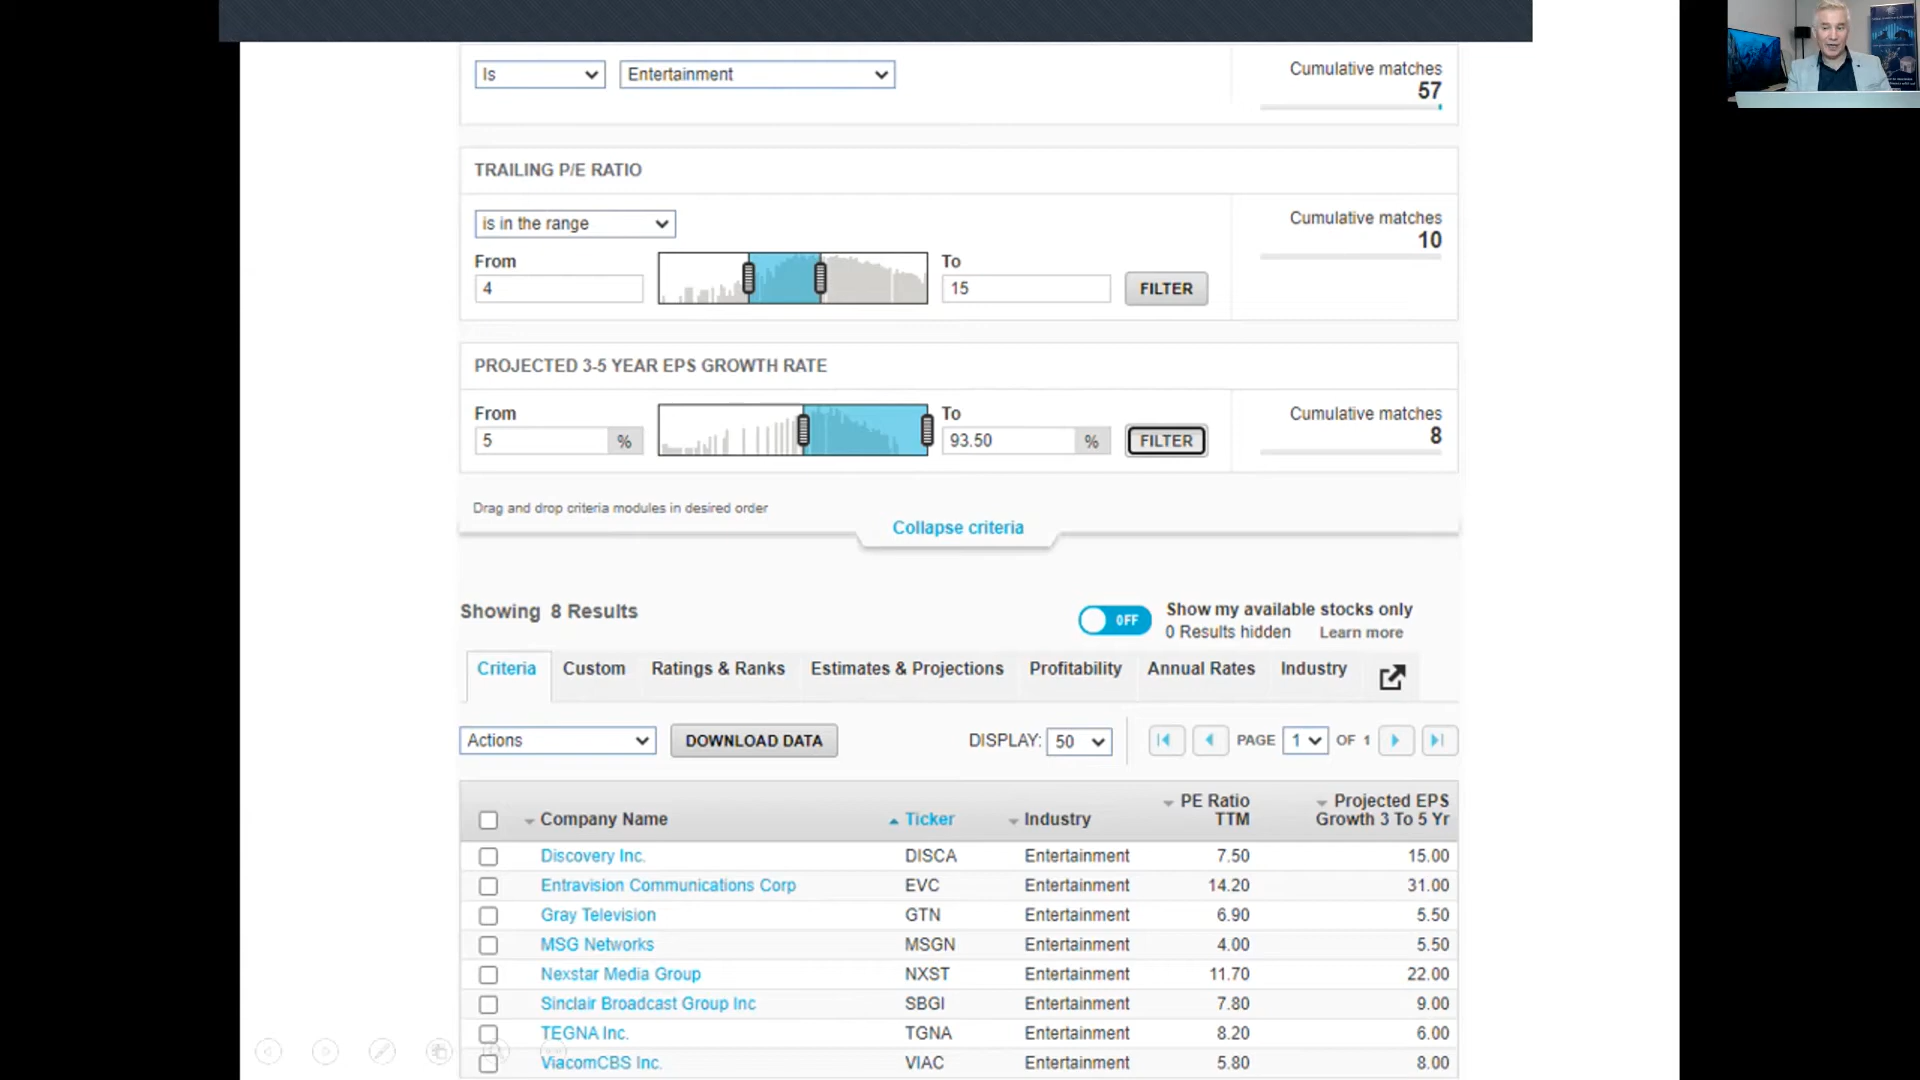 Is
Entertainment
Cumulative matches
57
TRAILING P/E RATIO
is in the range
Cumulative matches
10
From
To
4
15
FILTER
PROJECTED 3-5 YEAR EPS GROWTH RATE
From
To
Cumulative matches
8
5 %
93.50 %
FILTER
Drag and drop criteria modules in desired order
Collapse criteria
Showing 8 Results
OFF
Show my available stocks only
0 Results hidden Learn more
Criteria Custom Ratings & Ranks Estimates & Projections Profitability Annual Rates Industry
Actions DOWNLOAD DATA DISPLAY: 50 PAGE 1 OF 1
Company Name Ticker Industry PE Ratio TTM Projected EPS Growth 3 To 5 Yr
Discovery Inc. DISCA Entertainment 7.50 15.00
Entravision Communications Corp EVC Entertainment 14.20 31.00
Gray Television GTN Entertainment 6.90 5.50
MSG Networks MSGN Entertainment 4.00 5.50
Nexstar Media Group NXST Entertainment 11.70 22.00
Sinclair Broadcast Group Inc SBGI Entertainment 7.80 9.00
TEGNA Inc. TGNA Entertainment 8.20 6.00
ViacomCBS Inc. VIAC Entertainment 5.80 8.00